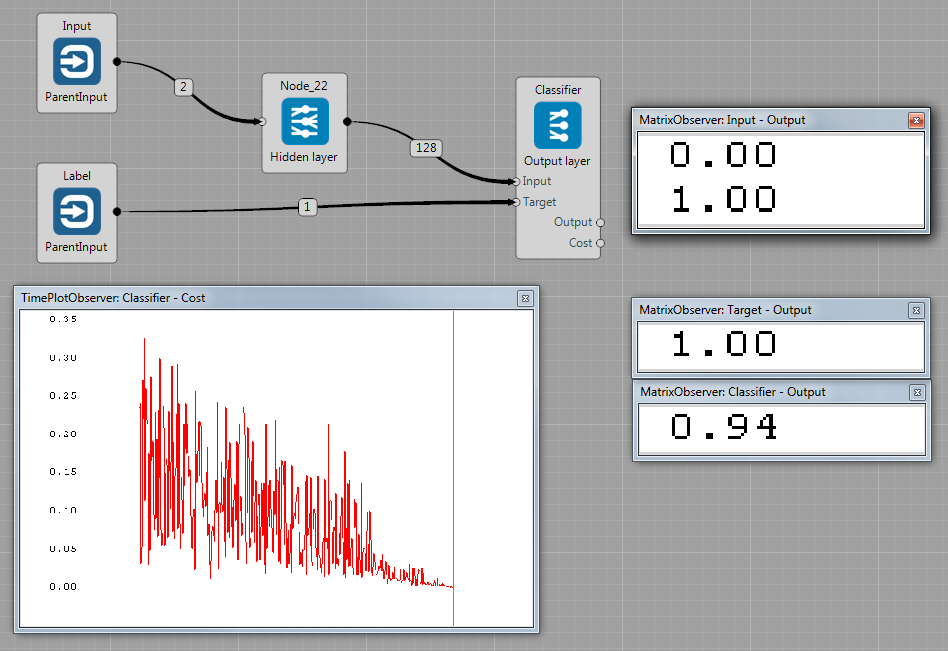 Input
ParentInput
2
Node_22
Hidden layer
128
Classifier
Output layer
Input
Target
Output
Cost
Label
ParentInput
1
MatrixObserver: Input - Output
0.00
1.00
TimePlotObserver: Classifier - Cost
0.35
0.30
0.25
0.20
0.15
0.10
0.05
0.00
MatrixObserver: Target - Output
1.00
MatrixObserver: Classifier - Output
0.94